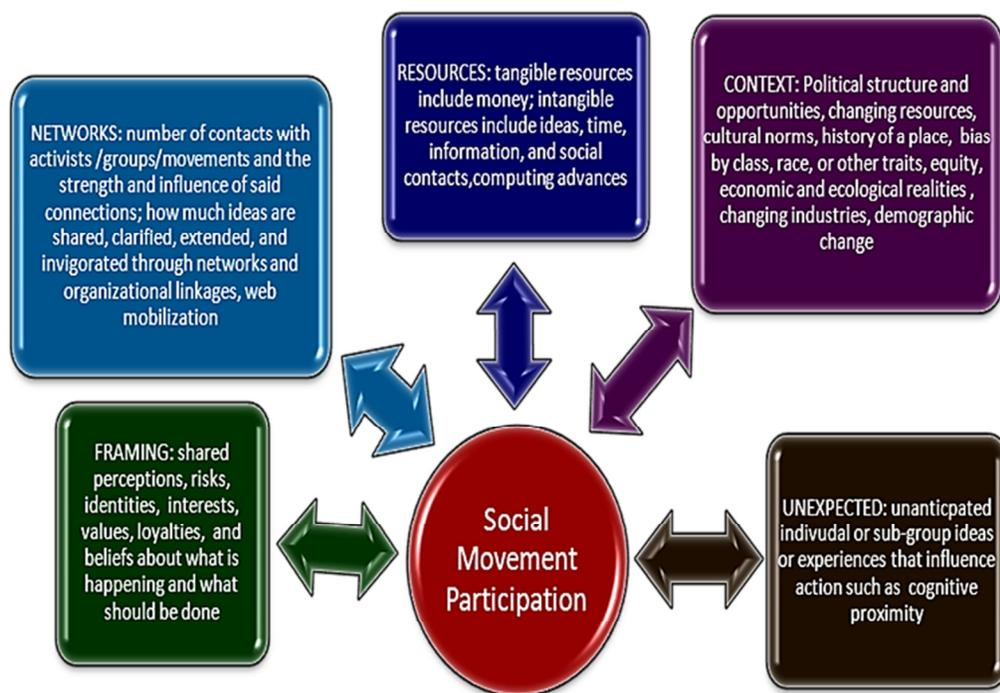 NETWORKS: number of contacts with
activists /groups/movements and the
strength and influence of said
connections; how much ideas are
shared, clarified, extended, and
invigorated through networks and
organizational linkages, web
mobilization
RESOURCES: tangible resources
include money; intangible
resources include ideas, time,
information, and social
contacts,computing advances
CONTEXT: Political structure and
opportunities, changing resources,
cultural norms, history of a place, bias
by class, race, or other traits, equity,
economic and ecological realities ,
changing industries, demographic
change
FRAMING: shared
perceptions, risks,
identities, interests,
values, loyalties, and
beliefs about what is
happening and what
should be done
Social
Movement
Participation
UNEXPECTED: unanticpated
indivudal or sub-group ideas
or experiences that influence
action such as cognitive
proximity